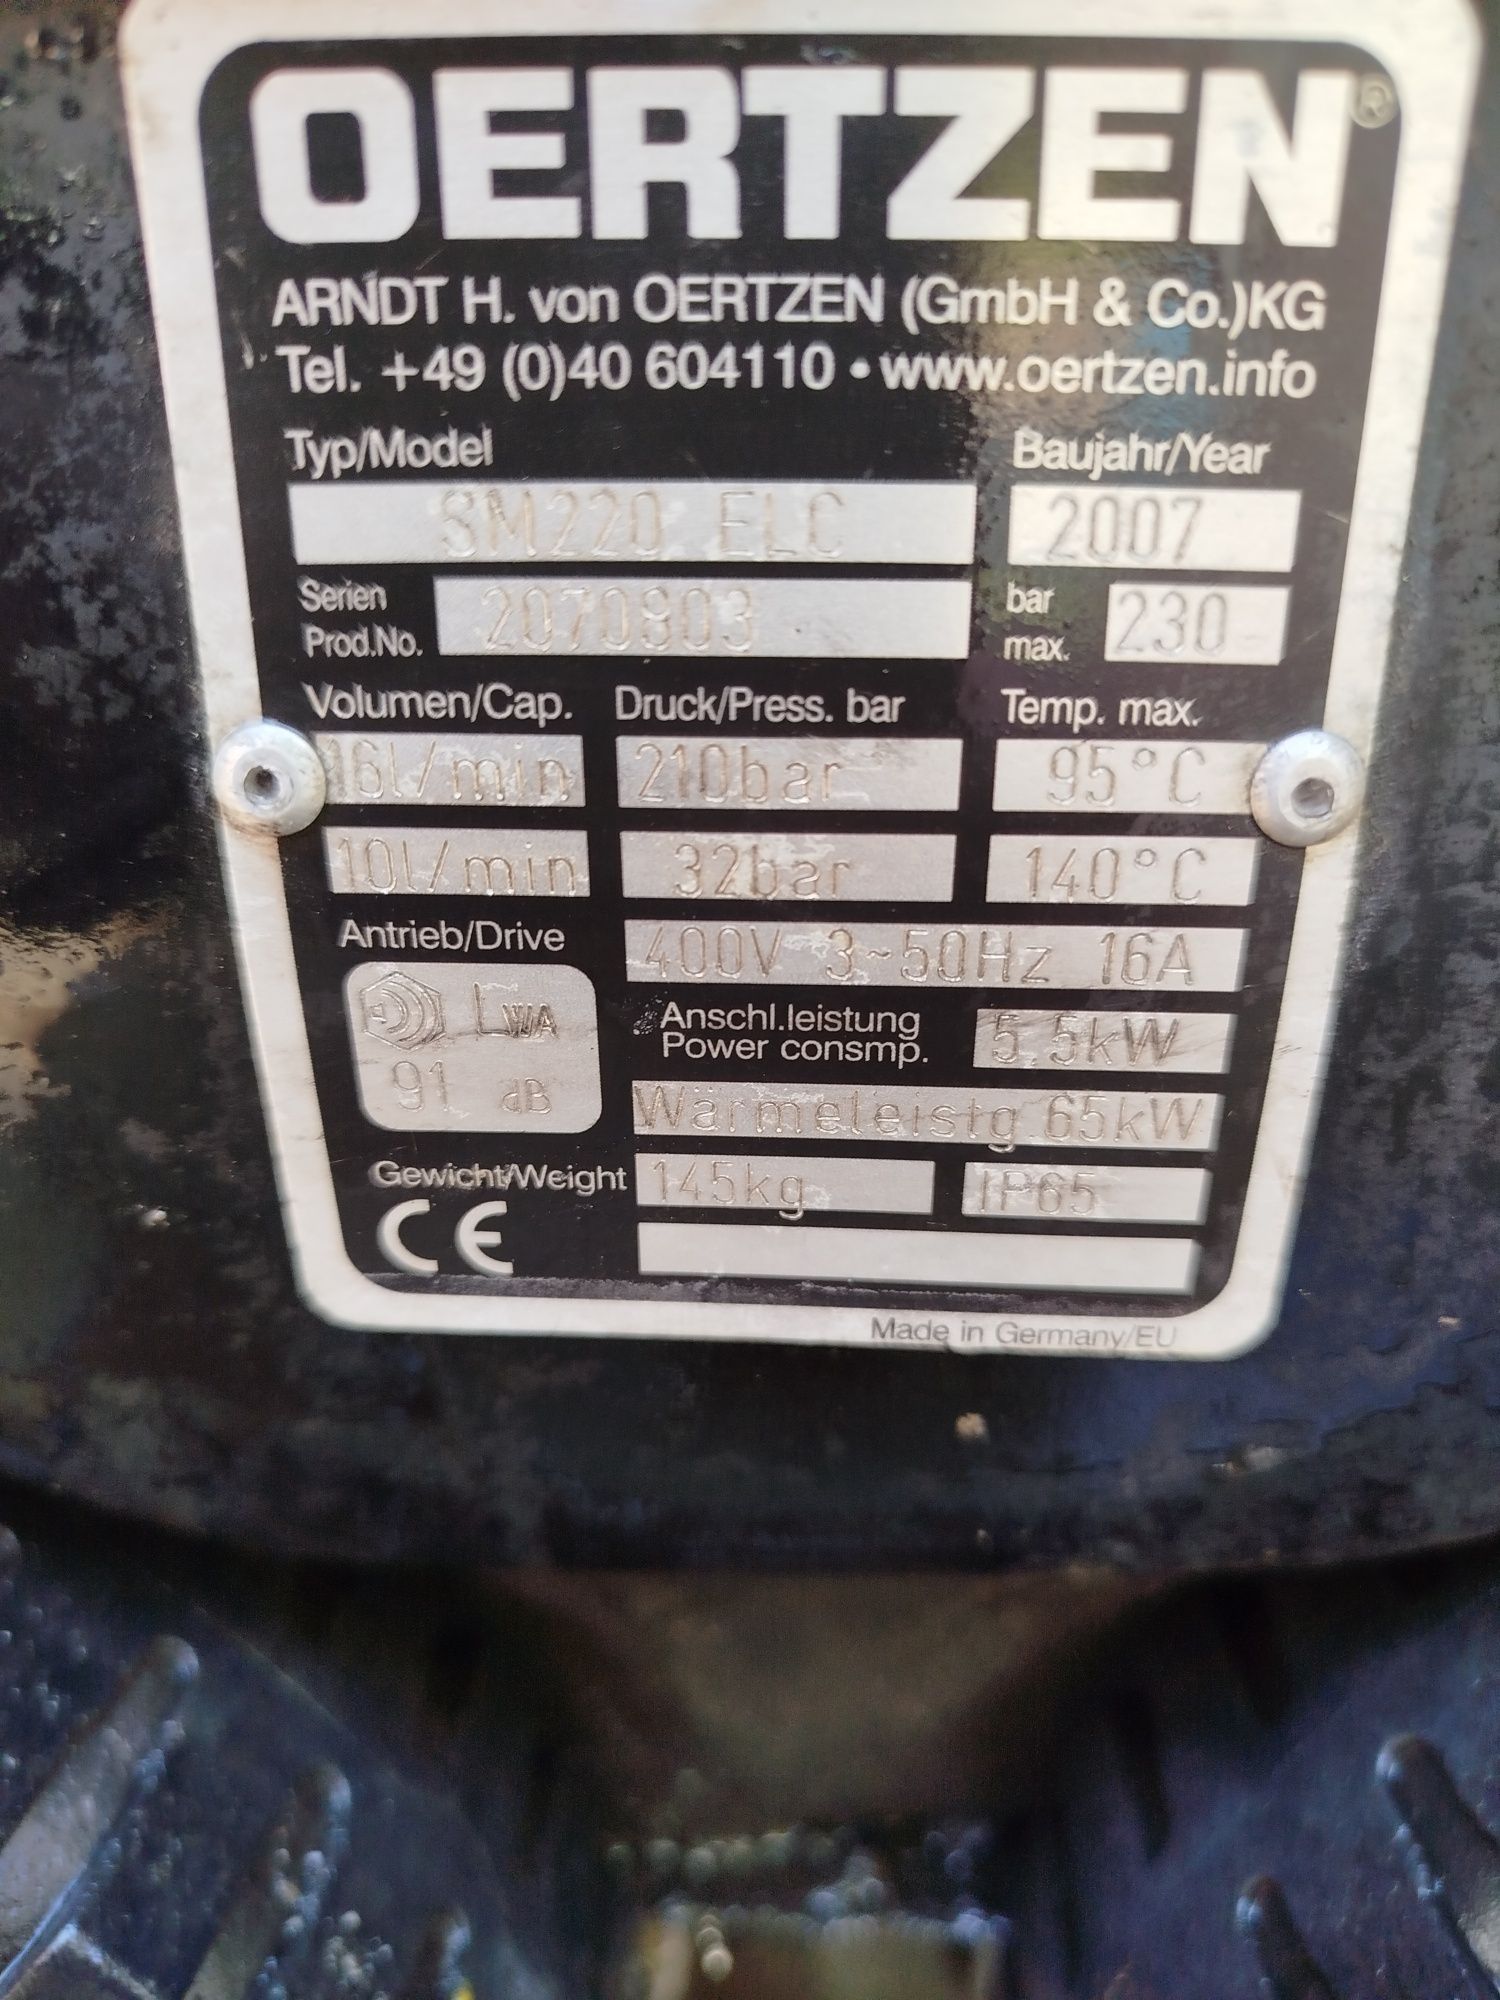 OERTZEN®
ARNDT H. von OERTZEN (GmbH & Co.)KG
Tel. +49 (0)40 604110 • www.oertzen.info
Typ/Model Baujahr/Year
SM220 ELC 2007
Serien Prod.No. 2070903 bar max. 230
Volumen/Cap. Druck/Press. bar Temp. max.
16l/min 210bar 95°C
10l/min 32bar 140°C
Antrieb/Drive 400V 3~50Hz 16A
LWA
91 dB
Anschl.leistung
Power consmp. 5.5kW
Wärmeleistg.65kW
Gewicht/Weight 145kg IP65
CE
Made in Germany/EU